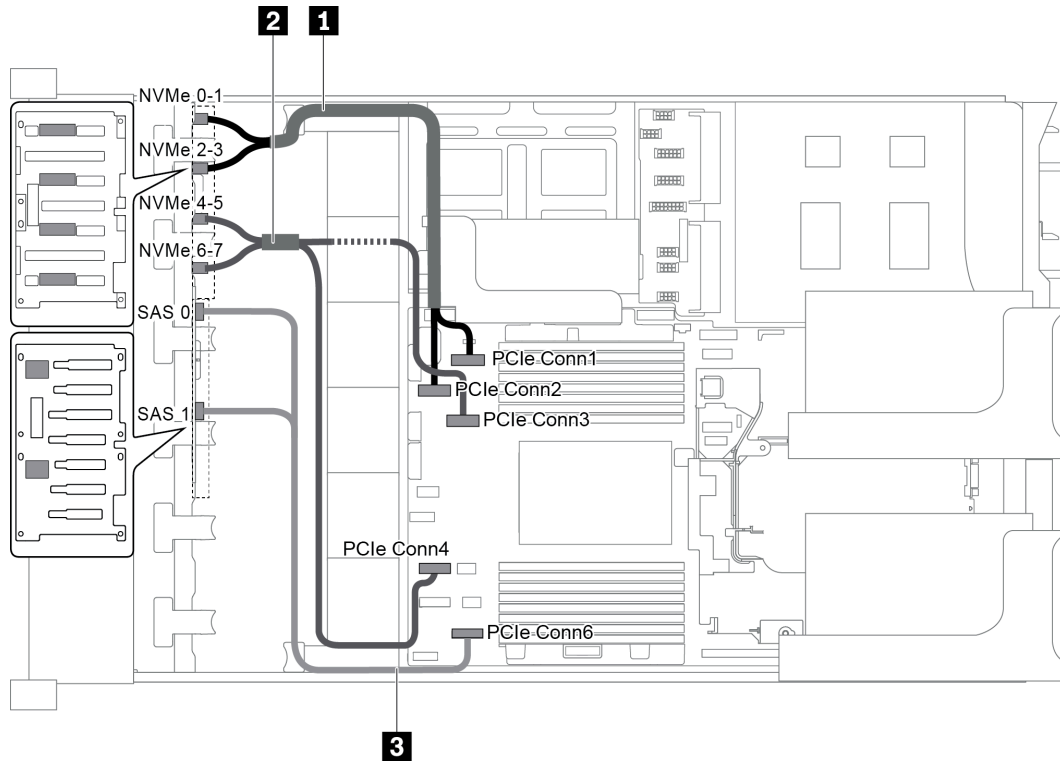 2 1
NVMe 0-1
NVMe 2-3
NVMe 4-5
NVMe 6-7
SAS 0
PCIe Conn1
PCIe Conn2
SAS 1
PCIe Conn3
PCIe Conn4
PCIe Conn6
3